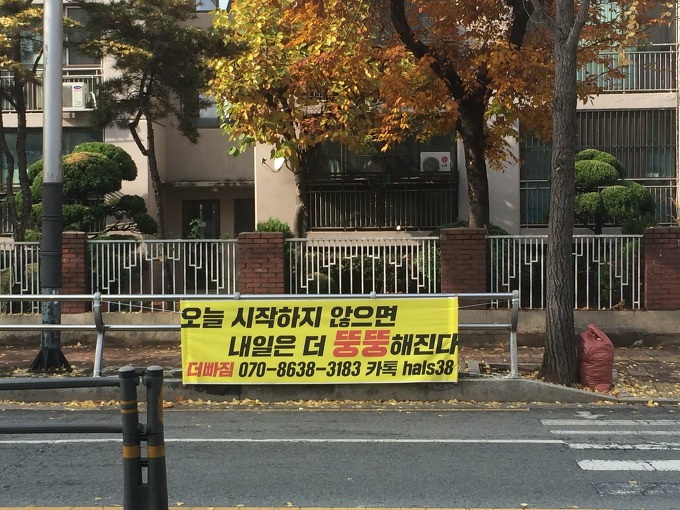 오늘 시작하지 않으면
내일은 더 뚱뚱해진다
더빠짐 070-8638-3183 카톡 hals38
LG